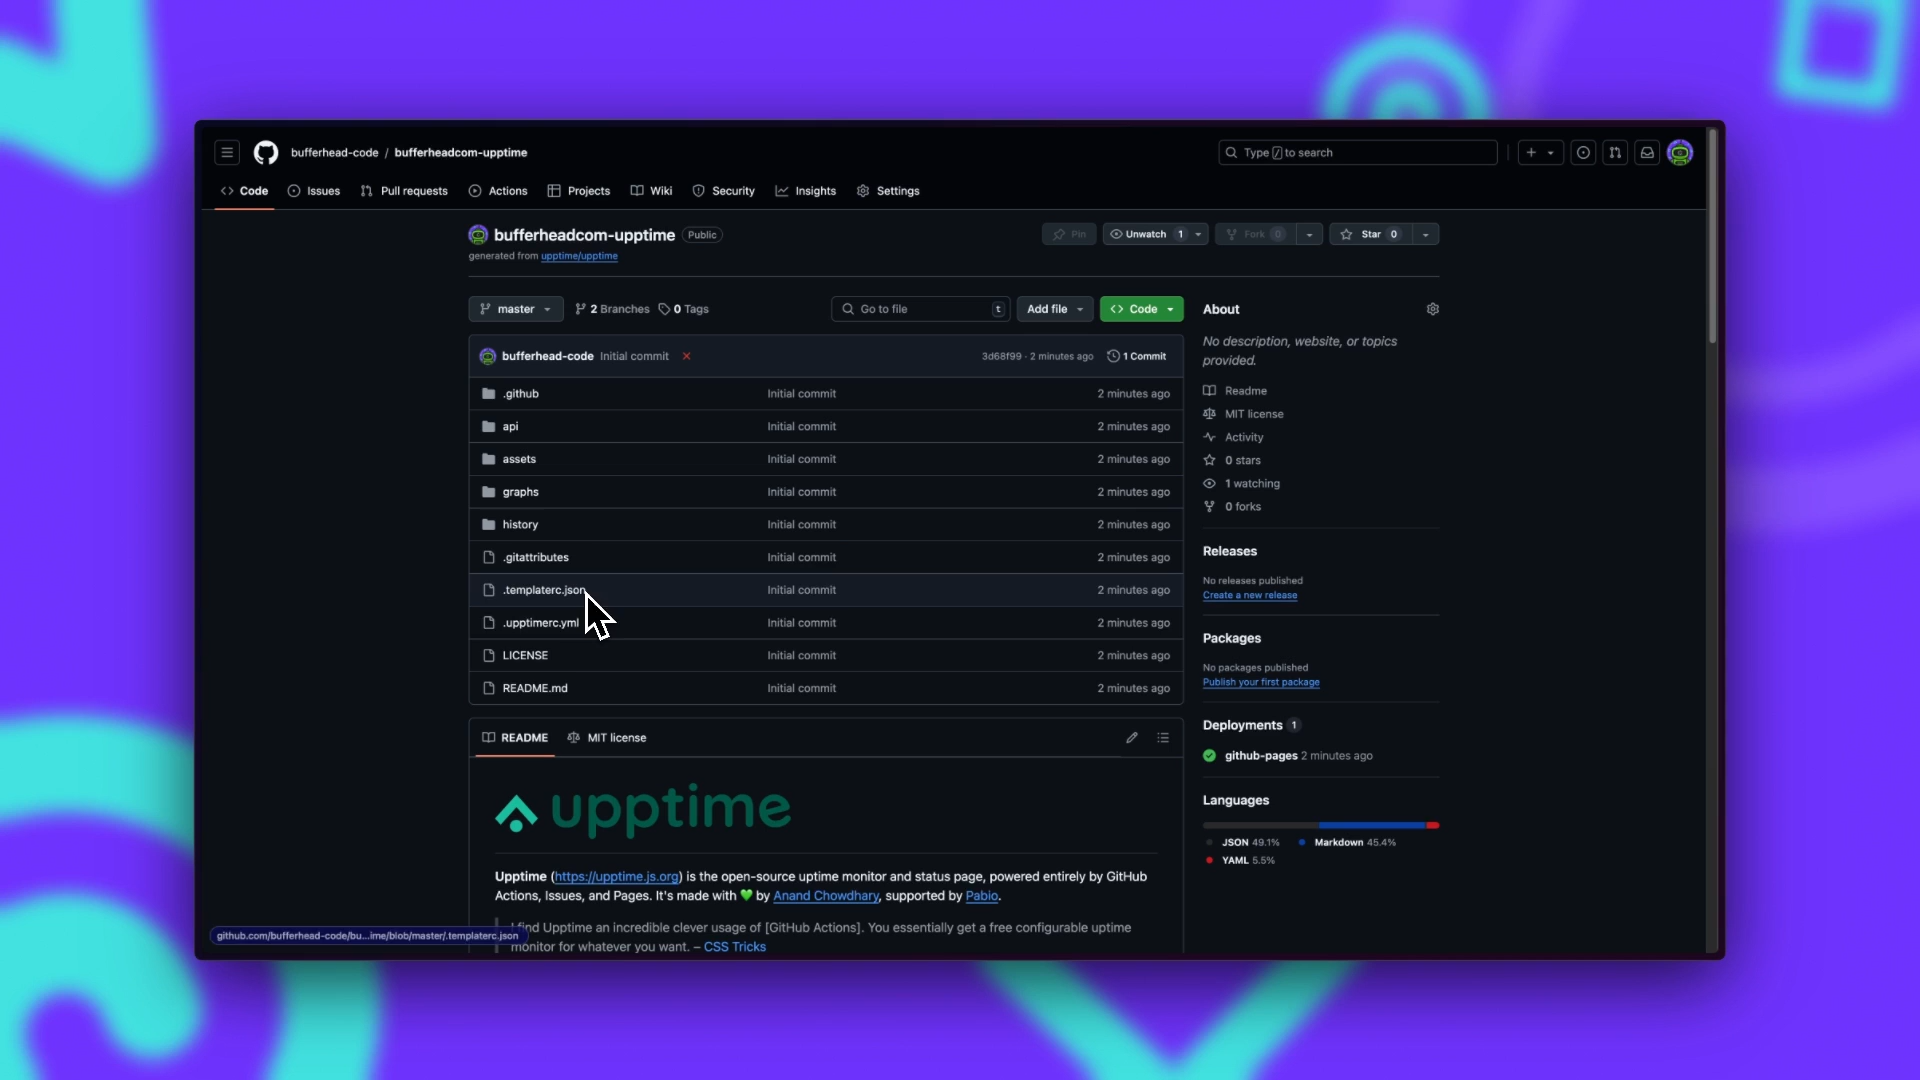 bufferhead-code / bufferheadcom-upptime
Type / to search
Code Issues Pull requests Actions Projects Wiki Security Insights Settings
bufferheadcom-upptime Public
Pin Unwatch 1 Fork 0 Star 0
generated from upptime/upptime
master 2 Branches 0 Tags Go to file t Add file Code
bufferhead-code Initial commit 3d68f99 · 2 minutes ago 1 Commit
.github Initial commit 2 minutes ago
api Initial commit 2 minutes ago
assets Initial commit 2 minutes ago
graphs Initial commit 2 minutes ago
history Initial commit 2 minutes ago
.gitattributes Initial commit 2 minutes ago
.templaterc.json Initial commit 2 minutes ago
.upptimerc.yml Initial commit 2 minutes ago
LICENSE Initial commit 2 minutes ago
README.md Initial commit 2 minutes ago
README MIT license
upptime
Upptime (https://upptime.js.org) is the open-source uptime monitor and status page, powered entirely by GitHub
Actions, Issues, and Pages. It's made with 💚 by Anand Chowdhary, supported by Pabio.
I find Upptime an incredible clever usage of [GitHub Actions]. You essentially get a free configurable uptime
monitor for whatever you want. – CSS Tricks
github.com/bufferhead-code/bu...ime/blob/master/.templaterc.json
About
No description, website, or topics
provided.
Readme
MIT license
Activity
0 stars
1 watching
0 forks
Releases
No releases published
Create a new release
Packages
No packages published
Publish your first package
Deployments 1
github-pages 2 minutes ago
Languages
JSON 49.1% Markdown 45.4%
YAML 5.5%